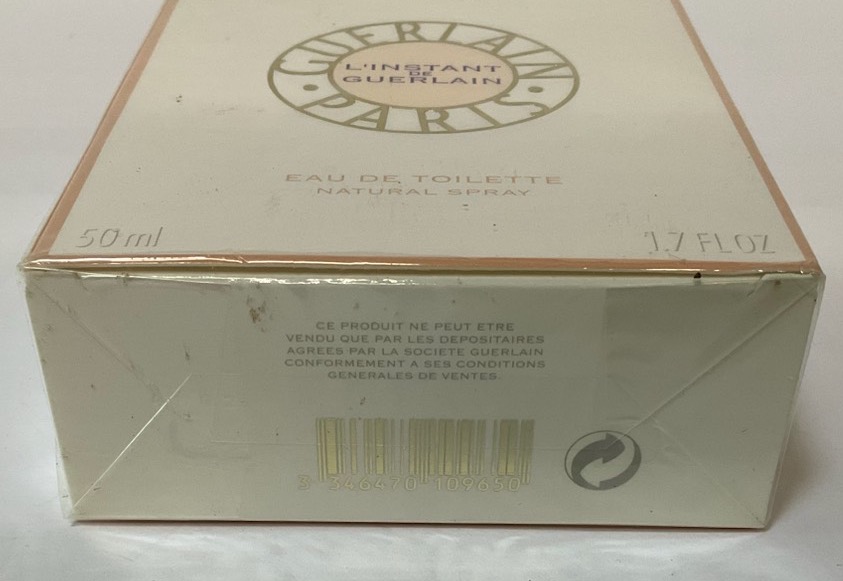 GUERLAIN
L'INSTANT
DE
GUERLAIN
PARIS
EAU DE TOILETTE
NATURAL SPRAY
50 ml 1.7 FL OZ
CE PRODUIT NE PEUT ETRE
VENDU QUE PAR LES DEPOSITAIRES
AGREES PAR LA SOCIETE GUERLAIN
CONFORMEMENT A SES CONDITIONS
GENERALES DE VENTES.
3 346470 109650